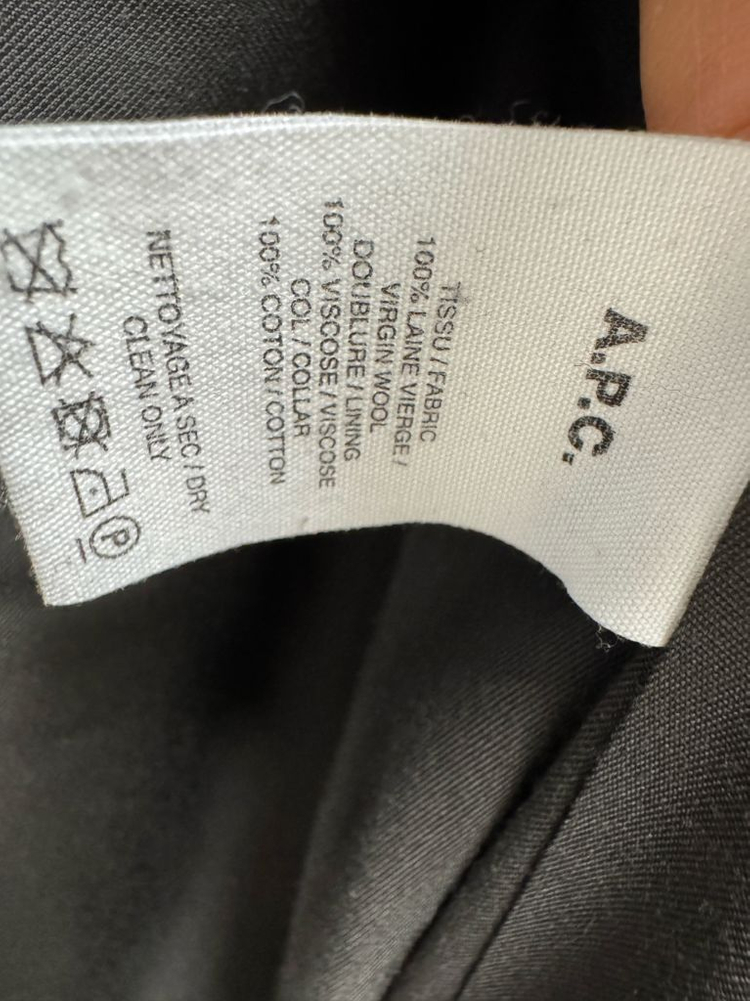 A.P.C.
TISSU / FABRIC
100% LAINE VIERGE /
VIRGIN WOOL
DOUBLURE / LINING
100% VISCOSE / VISCOSE
COL / COLLAR
100% COTON / COTTON
NETTOYAGE A SEC / DRY
CLEAN ONLY
P